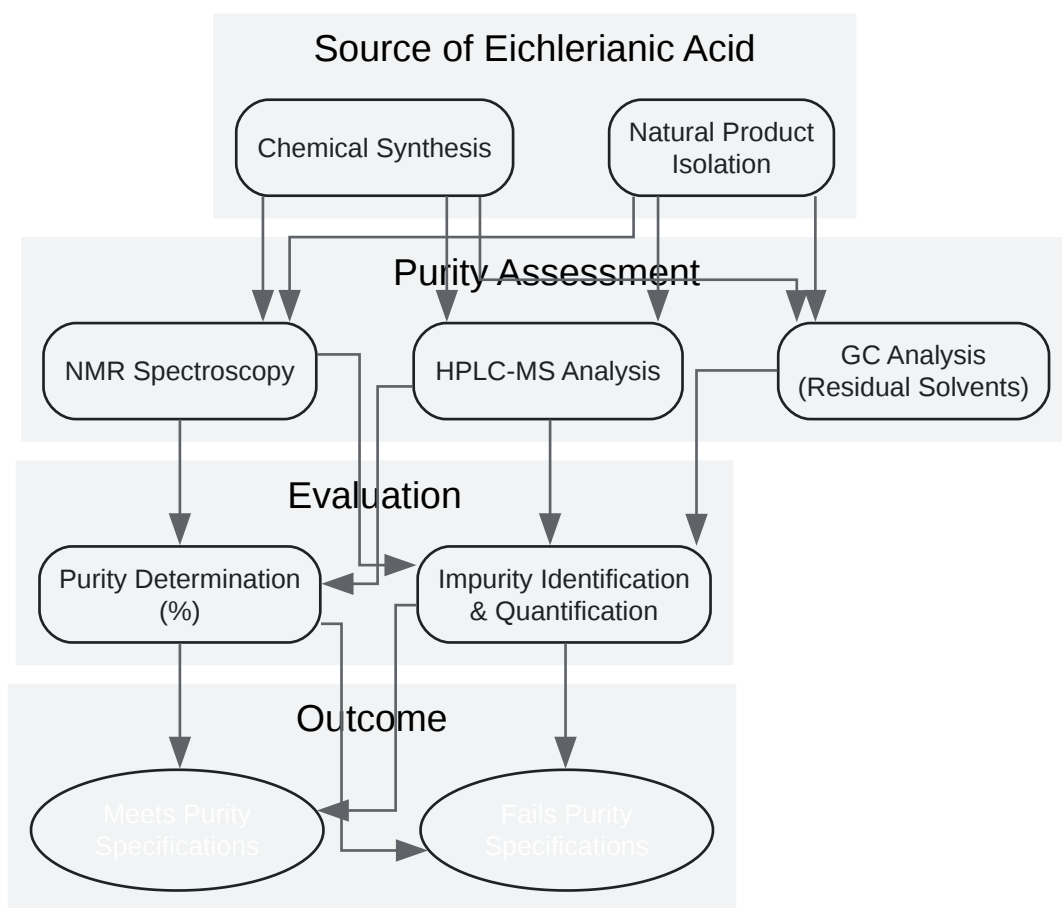 Source of Eichlerianic Acid
Chemical Synthesis
Natural Product
Isolation
Purity Assessment
NMR Spectroscopy
HPLC-MS Analysis
GC Analysis
(Residual Solvents)
Evaluation
Purity Determination
(%)
Impurity Identification
& Quantification
Outcome
Meets Purity
Specifications
Fails Purity
Specifications